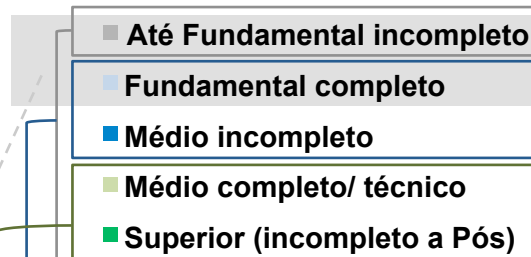 Até Fundamental incompleto
Fundamental completo
Médio incompleto
Médio completo/ técnico
Superior (incompleto a Pós)